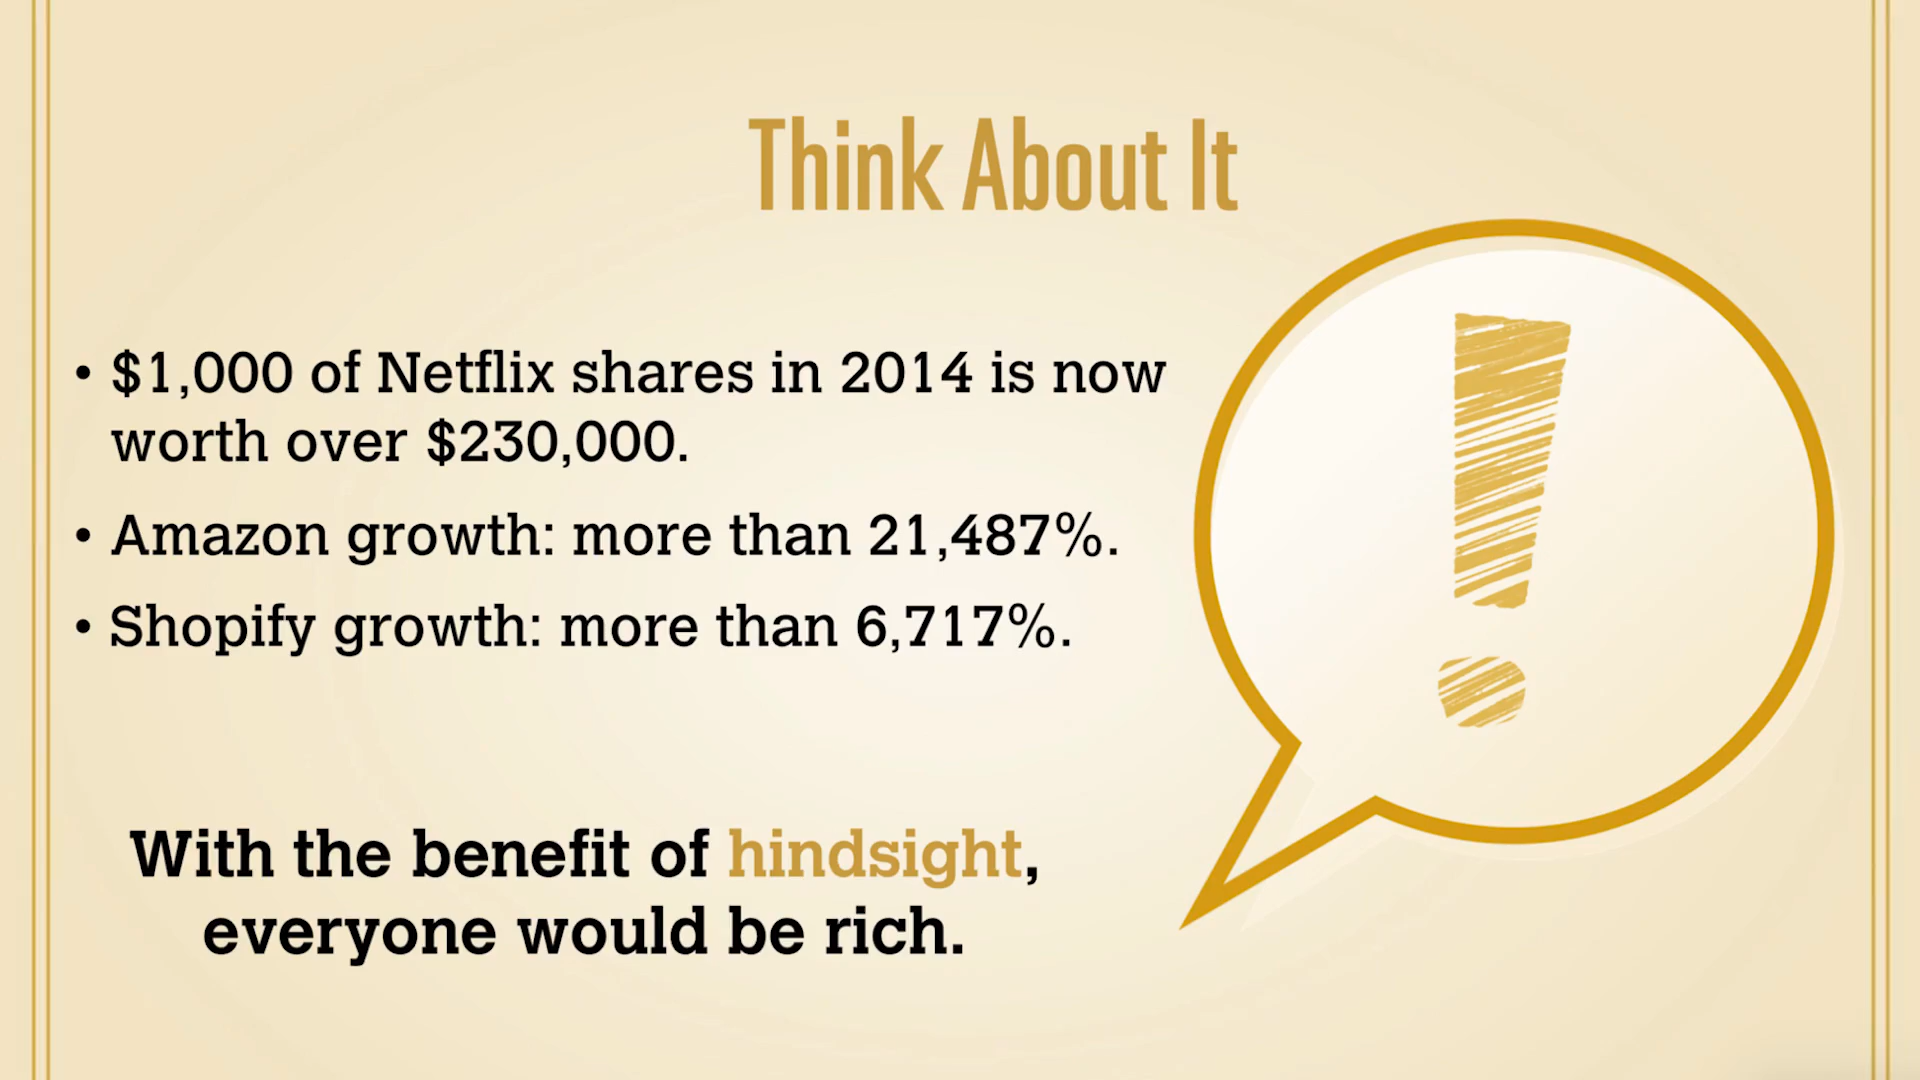 Think About It
• $1,000 of Netflix shares in 2014 is now
worth over $230,000.
• Amazon growth: more than 21,487%.
• Shopify growth: more than 6,717%.
With the benefit of hindsight,
everyone would be rich.
!